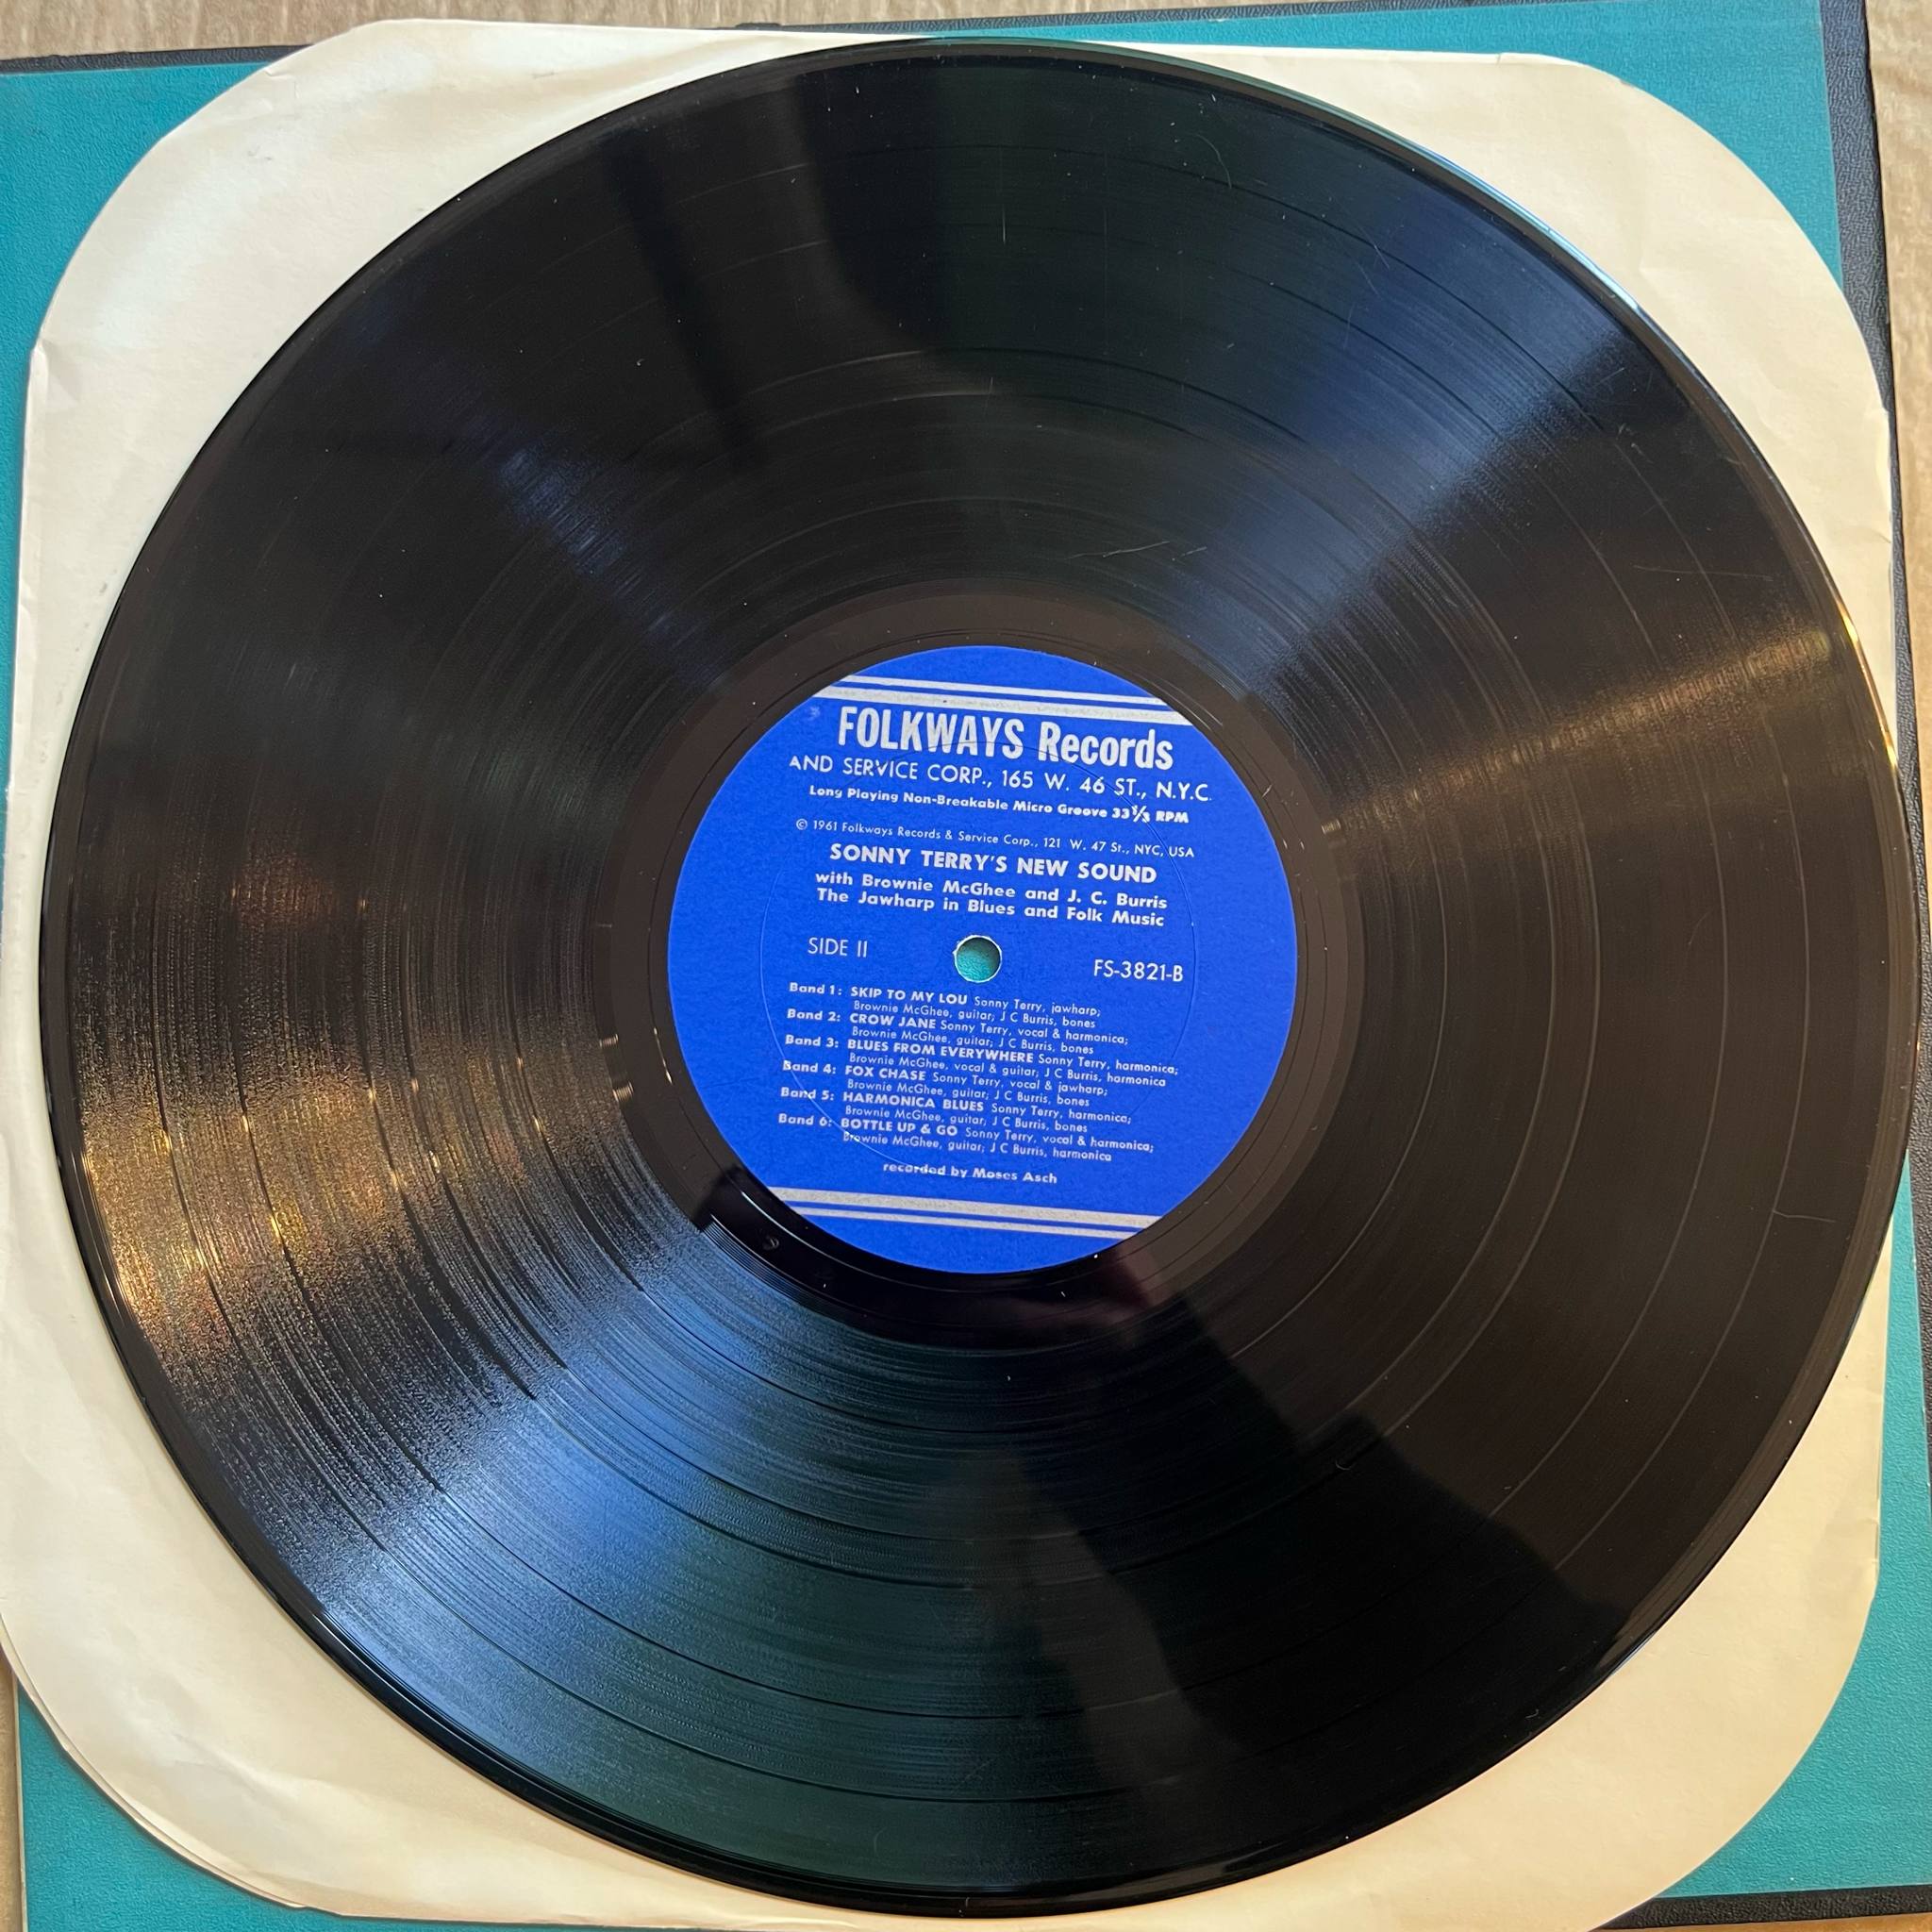 FOLKWAYS Records
AND SERVICE CORP., 165 W. 46 ST., N.Y.C.
Long Playing Non-Breakable Micro Groove 33⅓ RPM
© 1961 Folkways Records & Service Corp., 121 W. 47 St., NYC, USA
SONNY TERRY'S NEW SOUND
with Brownie McGhee and J. C. Burris
The Jawharp in Blues and Folk Music
SIDE II
FS-3821-B
Band 1: SKIP TO MY LOU Sonny Terry, jawharp;
Brownie McGhee, guitar; J C Burris, bones
Band 2: CROW JANE Sonny Terry, vocal & harmonica;
Brownie McGhee, guitar; J C Burris, bones
Band 3: BLUES FROM EVERYWHERE Sonny Terry, harmonica;
Brownie McGhee, vocal & guitar; J C Burris, harmonica
Band 4: FOX CHASE Sonny Terry, vocal & jawharp;
Brownie McGhee, guitar; J C Burris, bones
Band 5: HARMONICA BLUES Sonny Terry, harmonica;
Brownie McGhee, guitar, J C Burris, bones
Band 6: BOTTLE UP & GO Sonny Terry, vocal & harmonica;
Brownie McGhee, guitar; J C Burris, harmonica
recorded by Moses Asch